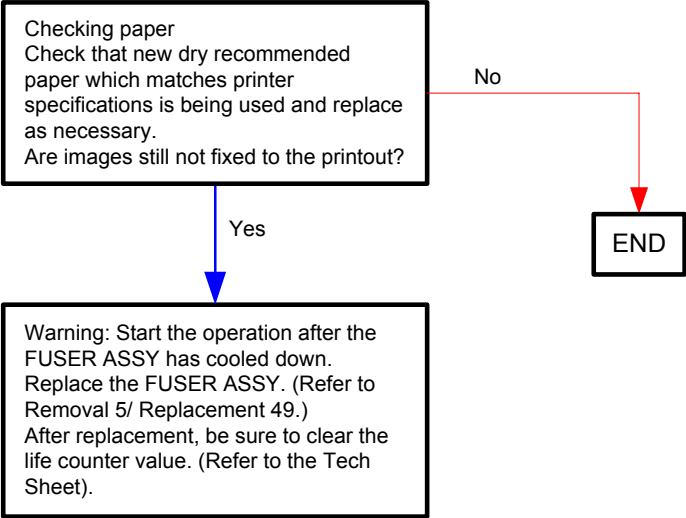 Checking paper
Check that new dry recommended
paper which matches printer
specifications is being used and replace
as necessary.
Are images still not fixed to the printout?
No
Yes
END
Warning: Start the operation after the
FUSER ASSY has cooled down.
Replace the FUSER ASSY. (Refer to
Removal 5/ Replacement 49.)
After replacement, be sure to clear the
life counter value. (Refer to the Tech
Sheet).